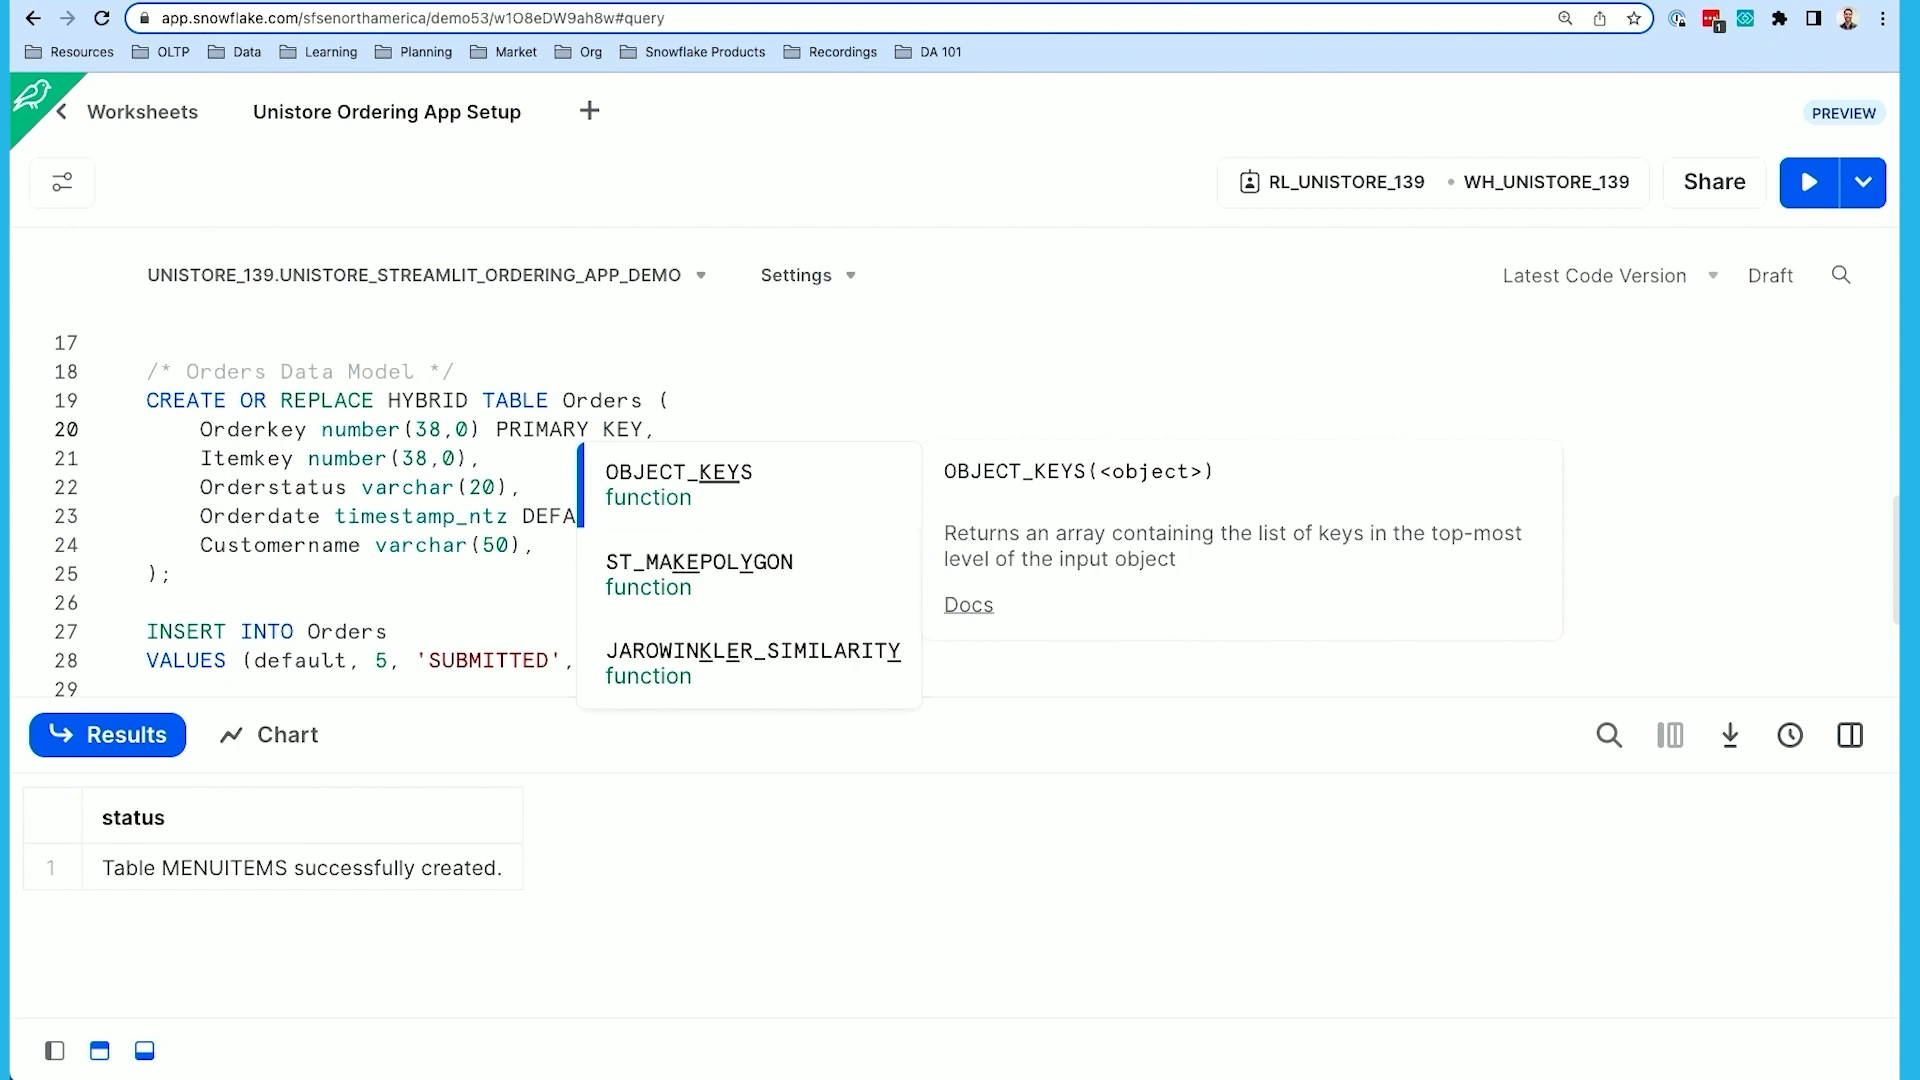 app.snowflake.com/sfsenorthamerica/demo53/w1O8eDW9ah8w#query
1
Resources OLTP Data Learning Planning Market Org Snowflake Products Recordings DA 101
Worksheets Unistore Ordering App Setup +
PREVIEW
RL_UNISTORE_139 WH_UNISTORE_139 Share
UNISTORE_139.UNISTORE_STREAMLIT_ORDERING_APP_DEMO Settings Latest Code Version Draft
17
18 /* Orders Data Model */
19 CREATE OR REPLACE HYBRID TABLE Orders (
20 Orderkey number(38,0) PRIMARY KEY,
21 Itemkey number(38,0),
22 Orderstatus varchar(20),
23 Orderdate timestamp_ntz DEFA
24 Customername varchar(50),
25 );
26
27 INSERT INTO Orders
28 VALUES (default, 5, 'SUBMITTED',
29
OBJECT_KEYS
function
ST_MAKEPOLYGON
function
JAROWINKLER_SIMILARITY
function
OBJECT_KEYS(<object>)
Returns an array containing the list of keys in the top-most
level of the input object
Docs
Results Chart
status
1 Table MENUITEMS successfully created.